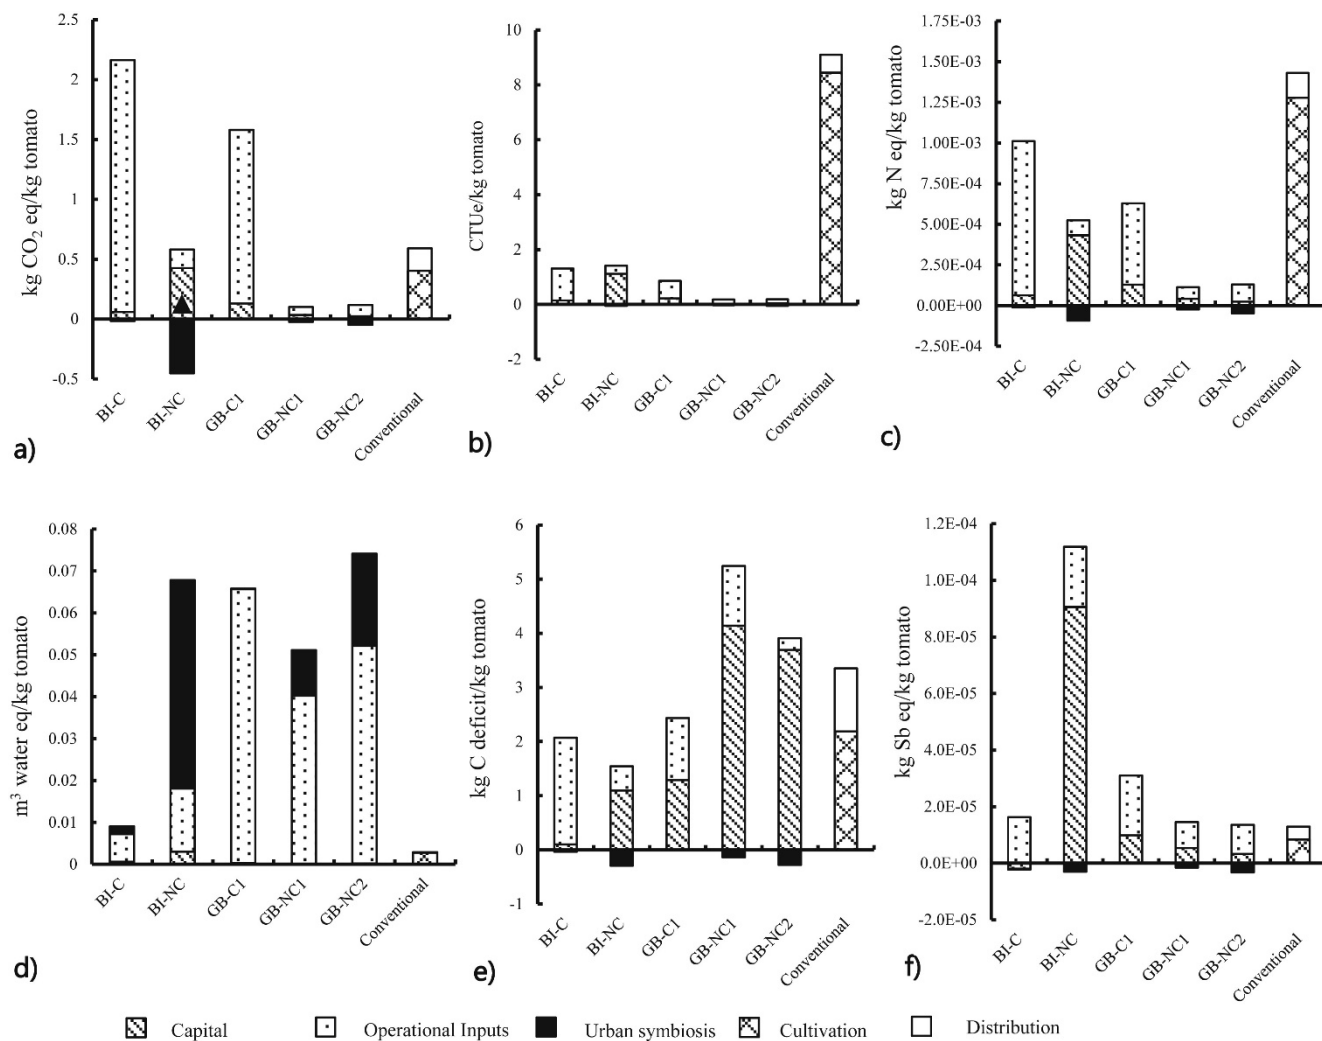 kg CO2 eq/kg tomato
2.5
2
1.5
1
0.5
0
-0.5
BI-C
BI-NC
GB-C1
GB-NC1
GB-NC2
Conventional
a)
CTUe/kg tomato
10
8
6
4
2
0
-2
BI-C
BI-NC
GB-C1
GB-NC1
GB-NC2
Conventional
b)
kg N eq/kg tomato
1.75E-03
1.50E-03
1.25E-03
1.00E-03
7.50E-04
5.00E-04
2.50E-04
0.00E+00
-2.50E-04
BI-C
BI-NC
GB-C1
GB-NC1
GB-NC2
Conventional
c)
m³ water eq/kg tomato
0.08
0.07
0.06
0.05
0.04
0.03
0.02
0.01
0
BI-C
BI-NC
GB-C1
GB-NC1
GB-NC2
Conventional
d)
kg C deficit/kg tomato
6
5
4
3
2
1
0
-1
BI-C
BI-NC
GB-C1
GB-NC1
GB-NC2
Conventional
e)
kg Sb eq/kg tomato
1.2E-04
1.0E-04
8.0E-05
6.0E-05
4.0E-05
2.0E-05
0.0E+00
-2.0E-05
BI-C
BI-NC
GB-C1
GB-NC1
GB-NC2
Conventional
f)
Capital Operational Inputs Urban symbiosis Cultivation Distribution